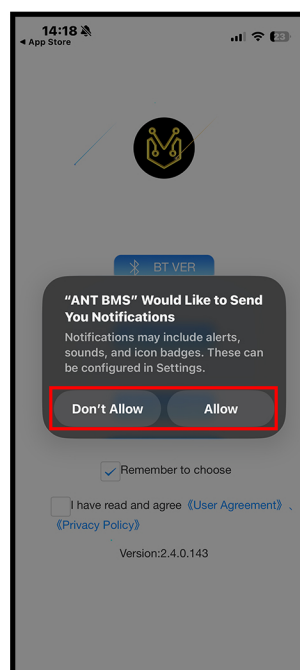 14:18
23
◀ App Store
BT VER
“ANT BMS” Would Like to Send
You Notifications
Notifications may include alerts,
sounds, and icon badges. These can
be configured in Settings.
Don’t Allow
Allow
Remember to choose
I have read and agree《User Agreement》、
《Privacy Policy》
Version:2.4.0.143